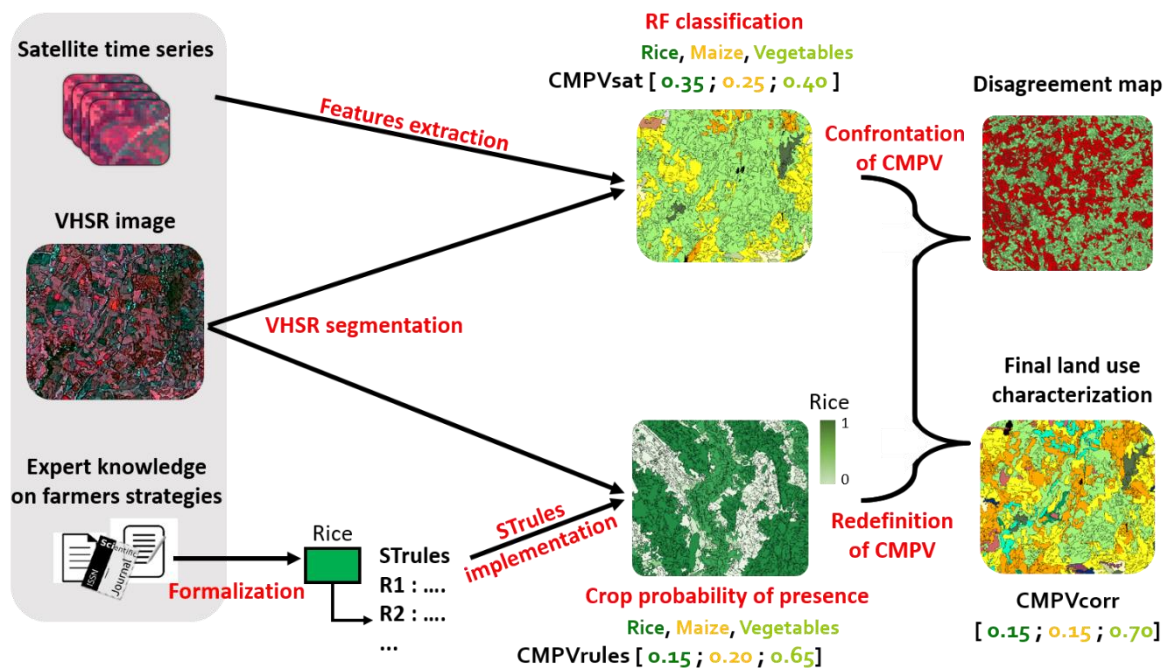 Satellite time series
VHSR image
Expert knowledge
on farmers strategies
Scientific
Journal
ISSN
Formalization
Rice
STrules
R1 : ....
R2 : ....
...
Features extraction
VHSR segmentation
STrules
implementation
RF classification
Rice, Maize, Vegetables
CMPVsat [ 0.35 ; 0.25 ; 0.40 ]
Rice
1
0
Crop probability of presence
Rice, Maize, Vegetables
CMPVrules [ 0.15 ; 0.20 ; 0.65]
Confrontation
of CMPV
Redefinition
of CMPV
Disagreement map
Final land use
characterization
CMPVcorr
[ 0.15 ; 0.15 ; 0.70]